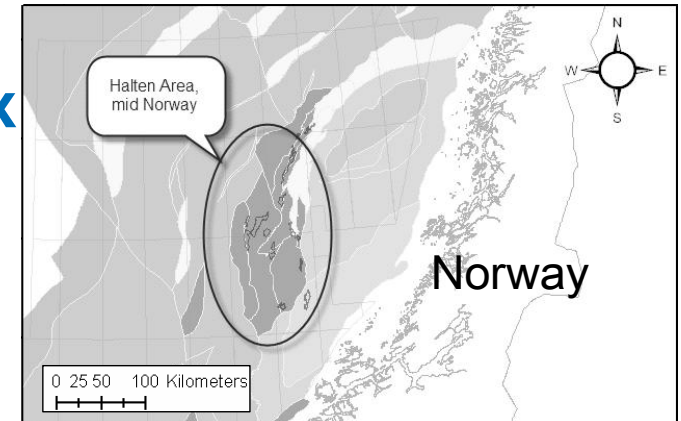 x
Halten Area,
mid Norway
N
W E
S
Norway
0 25 50 100 Kilometers